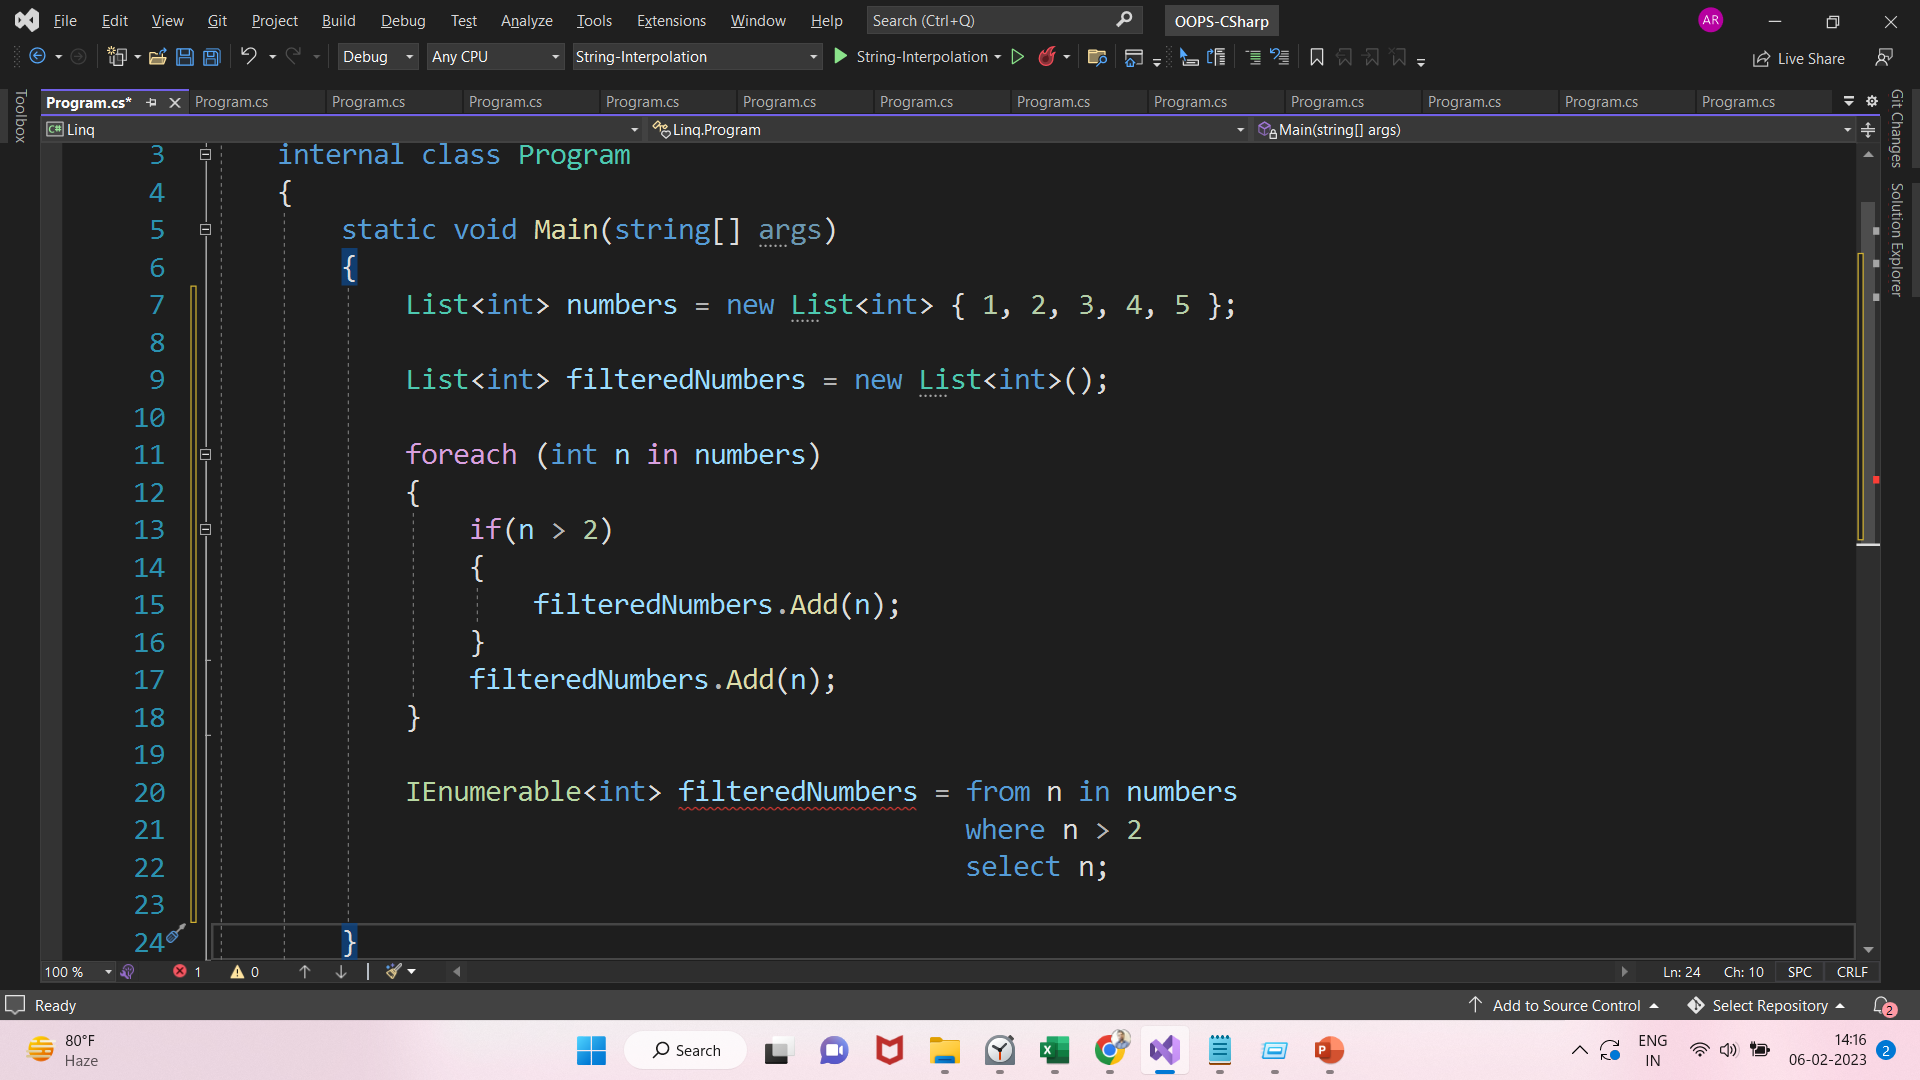 File Edit View Git Project Build Debug Test Analyze Tools Extensions Window Help Search (Ctrl+Q) OOPS-CSharp AR
Debug Any CPU String-Interpolation String-Interpolation Live Share
Toolbox
Program.cs* Program.cs Program.cs Program.cs Program.cs Program.cs Program.cs Program.cs Program.cs Program.cs Program.cs Program.cs Program.cs
C# Linq Linq.Program Main(string[] args)
Git Changes
Solution Explorer
3 internal class Program
4 {
5 static void Main(string[] args)
6 {
7 List<int> numbers = new List<int> { 1, 2, 3, 4, 5 };
8
9 List<int> filteredNumbers = new List<int>();
10
11 foreach (int n in numbers)
12 {
13 if(n > 2)
14 {
15 filteredNumbers.Add(n);
16 }
17 filteredNumbers.Add(n);
18 }
19
20 IEnumerable<int> filteredNumbers = from n in numbers
21 where n > 2
22 select n;
23
24 }
100 % 1 0 Ln: 24 Ch: 10 SPC CRLF
Ready Add to Source Control Select Repository 2
80°F
Haze
Search
P
ENG
IN
14:16
06-02-2023
2